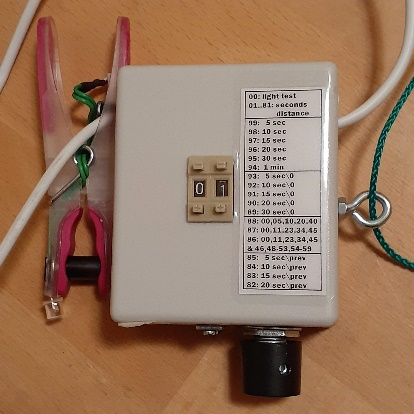 0 1
00: light test
01..81: seconds
distance
99: 5 sec
98: 10 sec
97: 15 sec
96: 20 sec
95: 30 sec
94: 1 min
93: 5 sec\0
92: 10 sec\0
91: 15 sec\0
90: 20 sec\0
89: 30 sec\0
88: 00,05,10,20,40
87: 00,11,23,34,45
86: 00,11,23,34,45
& 46,48-53,54-59
85: 5 sec\prev
84: 10 sec\prev
83: 15 sec\prev
82: 20 sec\prev